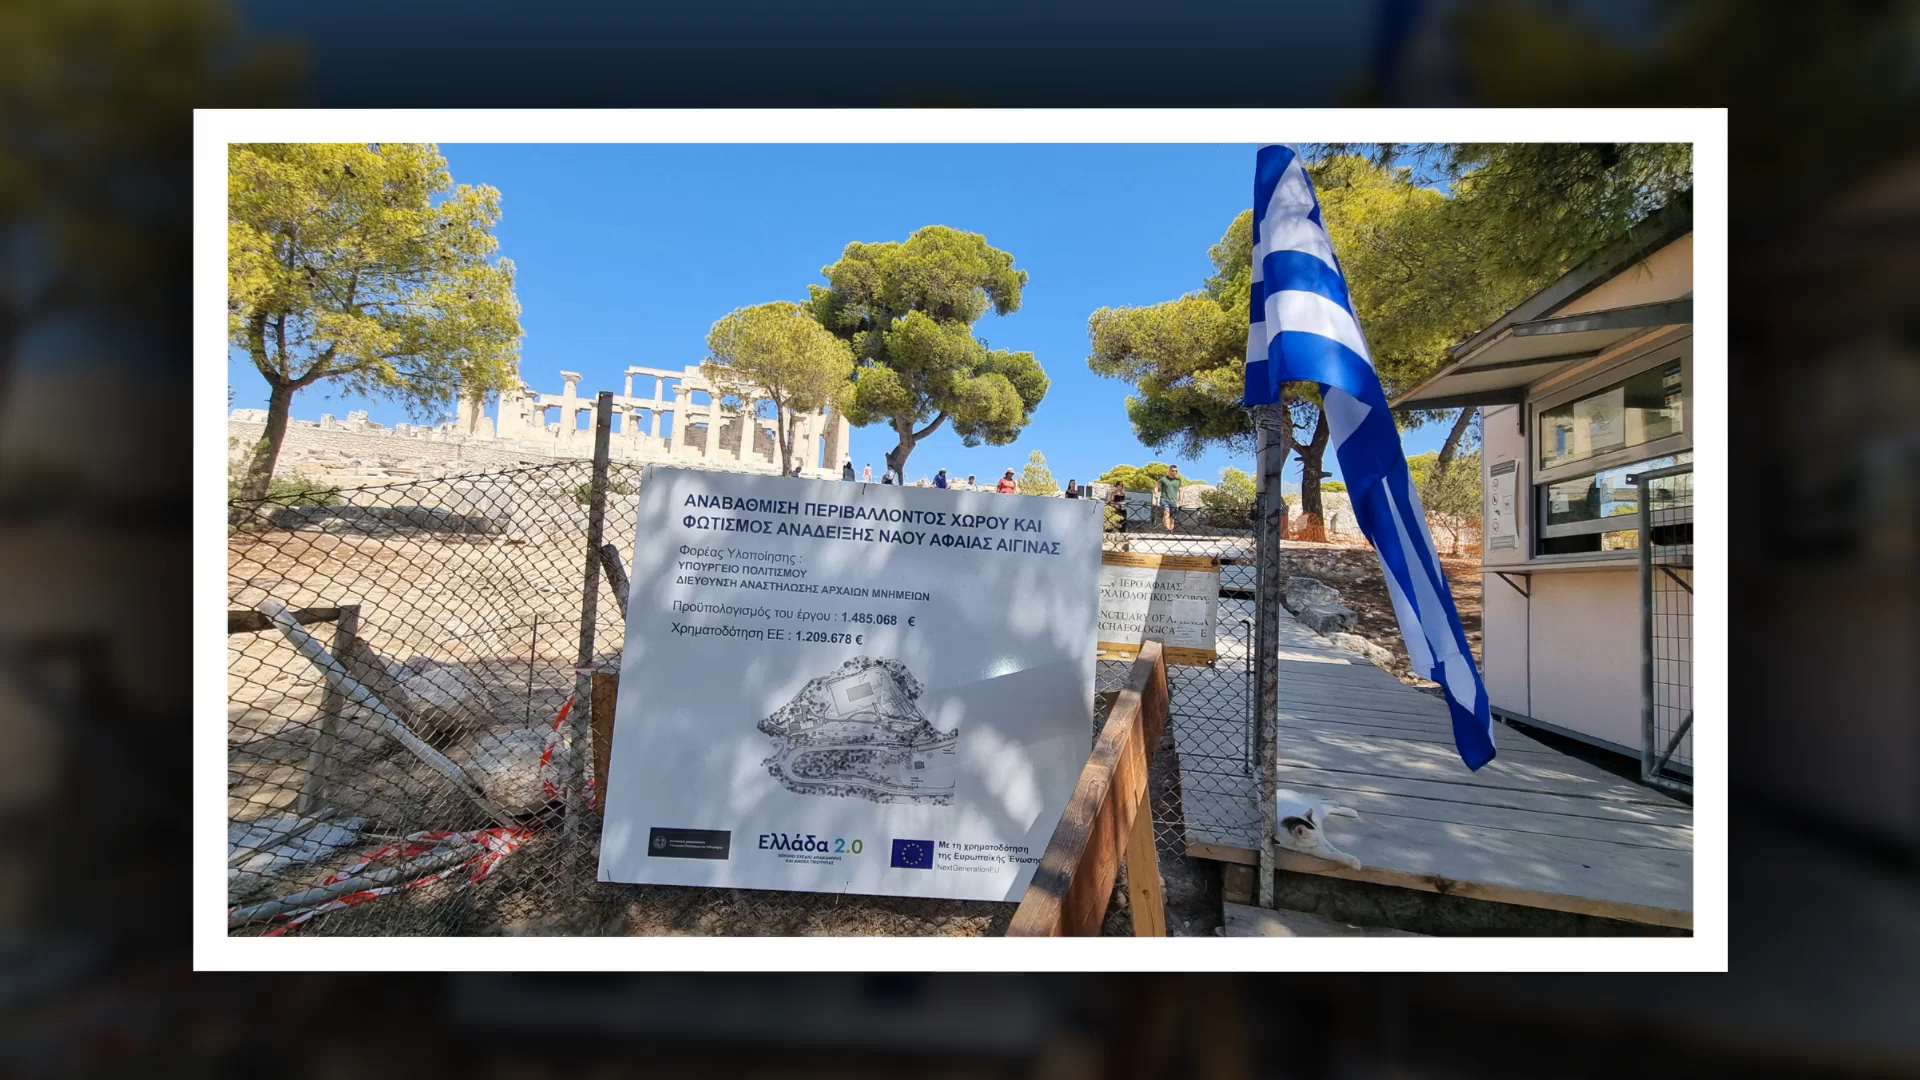 ΑΝΑΒΑΘΜΙΣΗ ΠΕΡΙΒΑΛΛΟΝΤΟΣ ΧΩΡΟΥ ΚΑΙ
ΦΩΤΙΣΜΟΣ ΑΝΑΔΕΙΞΗΣ ΝΑΟΥ ΑΦΑΙΑΣ ΑΙΓΙΝΑΣ
Φορέας Υλοποίησης :
ΥΠΟΥΡΓΕΙΟ ΠΟΛΙΤΙΣΜΟΥ
ΔΙΕΥΘΥΝΣΗ ΑΝΑΣΤΗΛΩΣΗΣ ΑΡΧΑΙΩΝ ΜΝΗΜΕΙΩΝ
Προϋπολογισμός του έργου : 1.485.068 €
Χρηματοδότηση ΕΕ : 1.209.678 €
Ελλάδα 2.0
Με τη χρηματοδότηση
της Ευρωπαϊκής Ένωσης
NextGenerationEU
ΙΕΡΟ ΑΦΑΙΑΣ
ΡΧΑΙΟΛΟΓΙΚΟΣ ΧΩΡΟΣ
NCTUARY OF
RCHAEOLOGICA